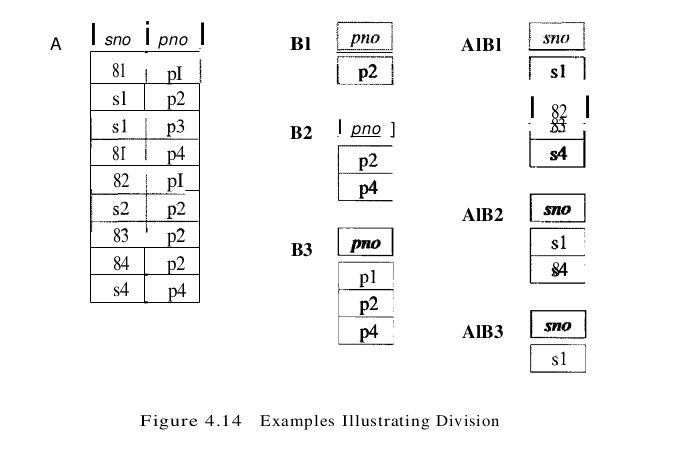 A
sno pno
81 pI
s1 p2
s1 p3
8I p4
82 pI
s2 p2
83 p2
84 p2
s4 p4
B1
pno
p2
B2
pno
p2
p4
B3
pno
p1
p2
p4
AlB1
sno
s1
82
83
s4
AlB2
sno
s1
84
AlB3
sno
s1
Figure 4.14 Examples Illustrating Division